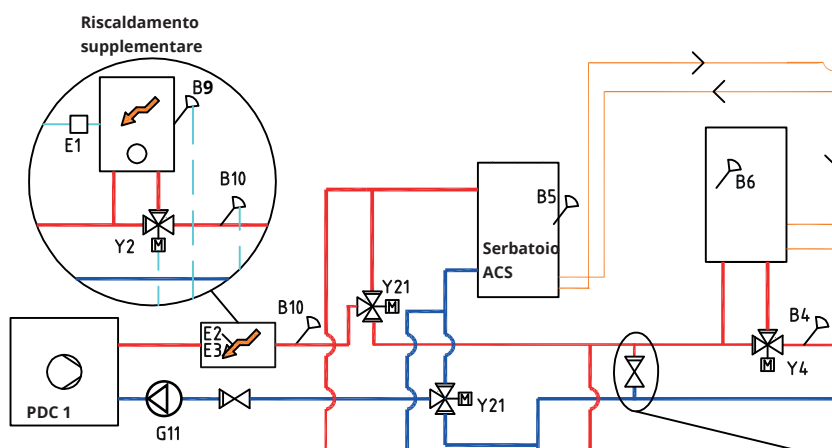 Riscaldamento
supplementare
B9
E1
B10
Y2
M
B5
B6
Serbatoio
ACS
Y21
M
B10
E2
E3
B4
M
Y4
PDC 1
G11
M
Y21